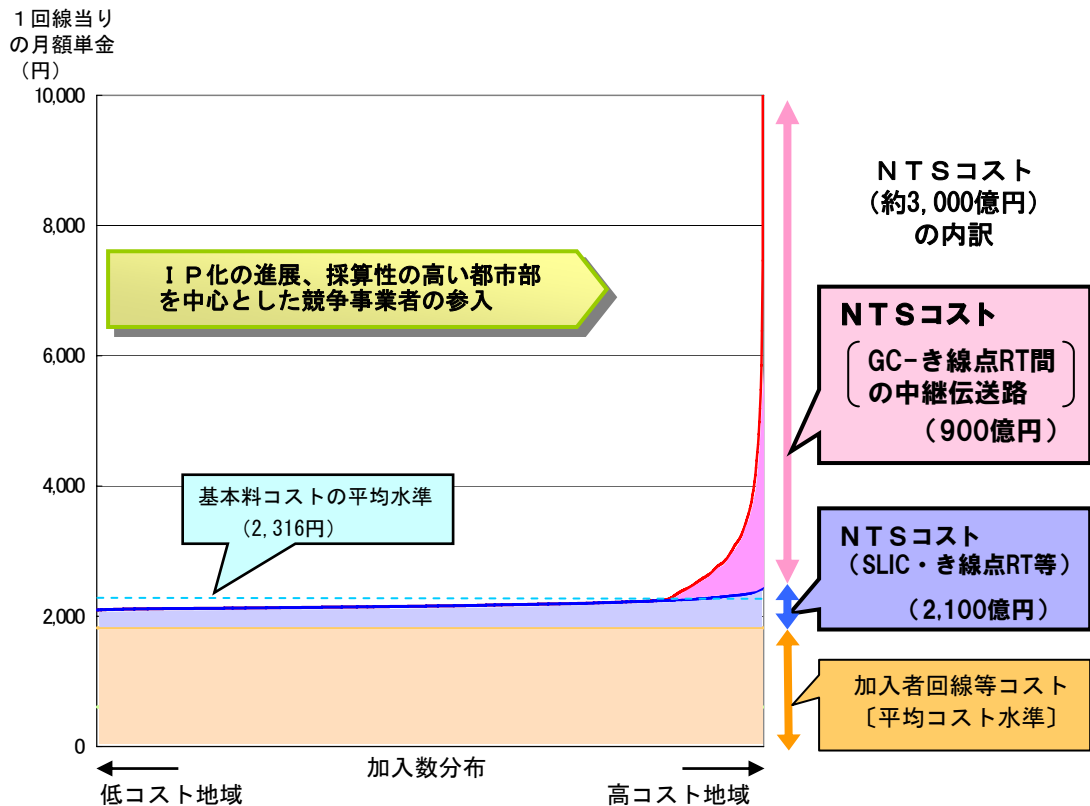 １回線当り
の月額単金
（円）
10,000
8,000
6,000
4,000
2,000
0
ＩＰ化の進展、採算性の高い都市部
を中心とした競争事業者の参入
基本料コストの平均水準
（2,316円）
ＮＴＳコスト
（約3,000億円）
の内訳
ＮＴＳコスト
GC-き線点RT間
の中継伝送路
（900億円）
ＮＴＳコスト
（SLIC・き線点RT等）
（2,100億円）
加入者回線等コスト
〔平均コスト水準〕
加入数分布
低コスト地域
高コスト地域